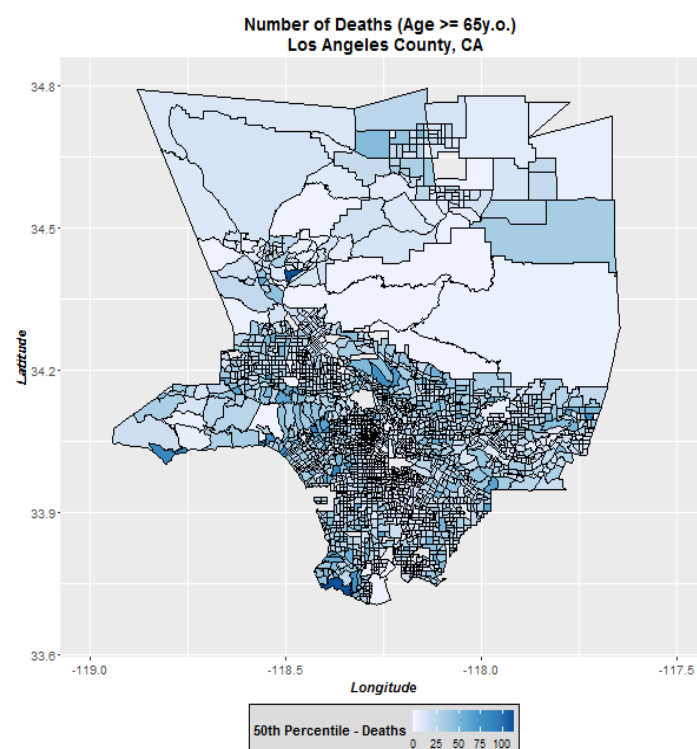 Number of Deaths (Age >= 65y.o.)
Los Angeles County, CA
34.8
34.5
34.2
33.9
33.6
Latitude
-119.0 -118.5 -118.0 -117.5
Longitude
50th Percentile - Deaths
0 25 50 75 100